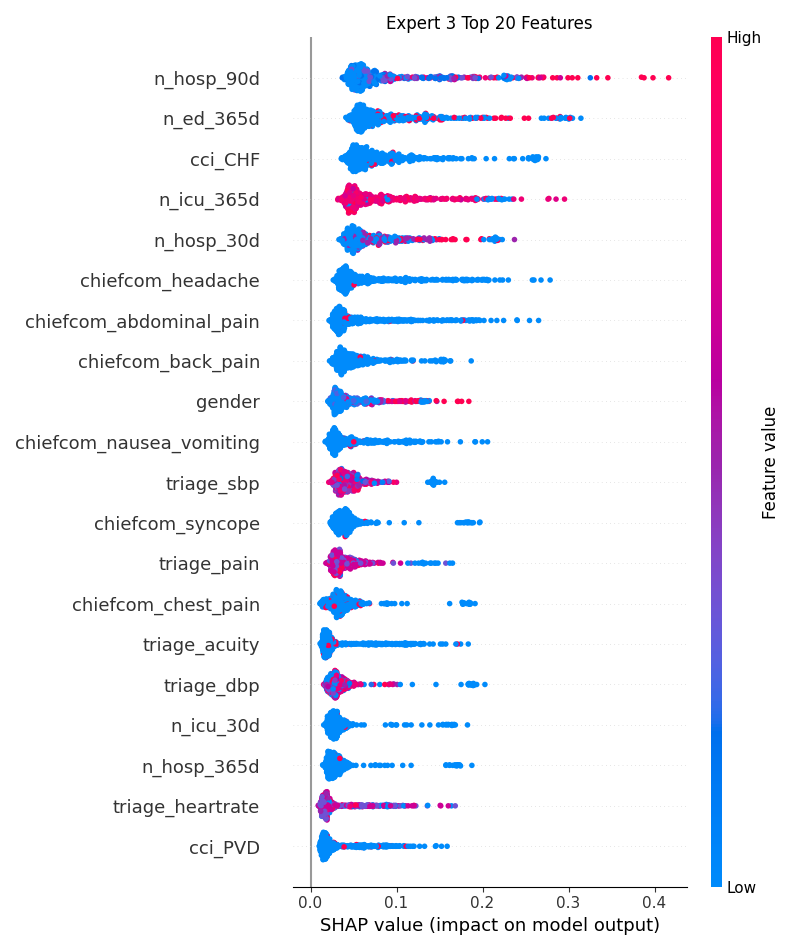 Expert 3 Top 20 Features
High
n_hosp_90d
n_ed_365d
cci_CHF
n_icu_365d
n_hosp_30d
chiefcom_headache
chiefcom_abdominal_pain
chiefcom_back_pain
gender
chiefcom_nausea_vomiting
triage_sbp
chiefcom_syncope
triage_pain
chiefcom_chest_pain
triage_acuity
triage_dbp
n_icu_30d
n_hosp_365d
triage_heartrate
cci_PVD
Feature value
Low
0.0 0.1 0.2 0.3 0.4
SHAP value (impact on model output)